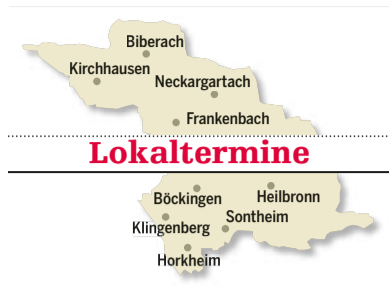 Biberach
Kirchhausen
Neckargartach
Frankenbach
Lokaltermine
Böckingen
Heilbronn
Klingenberg
Sontheim
Horkheim